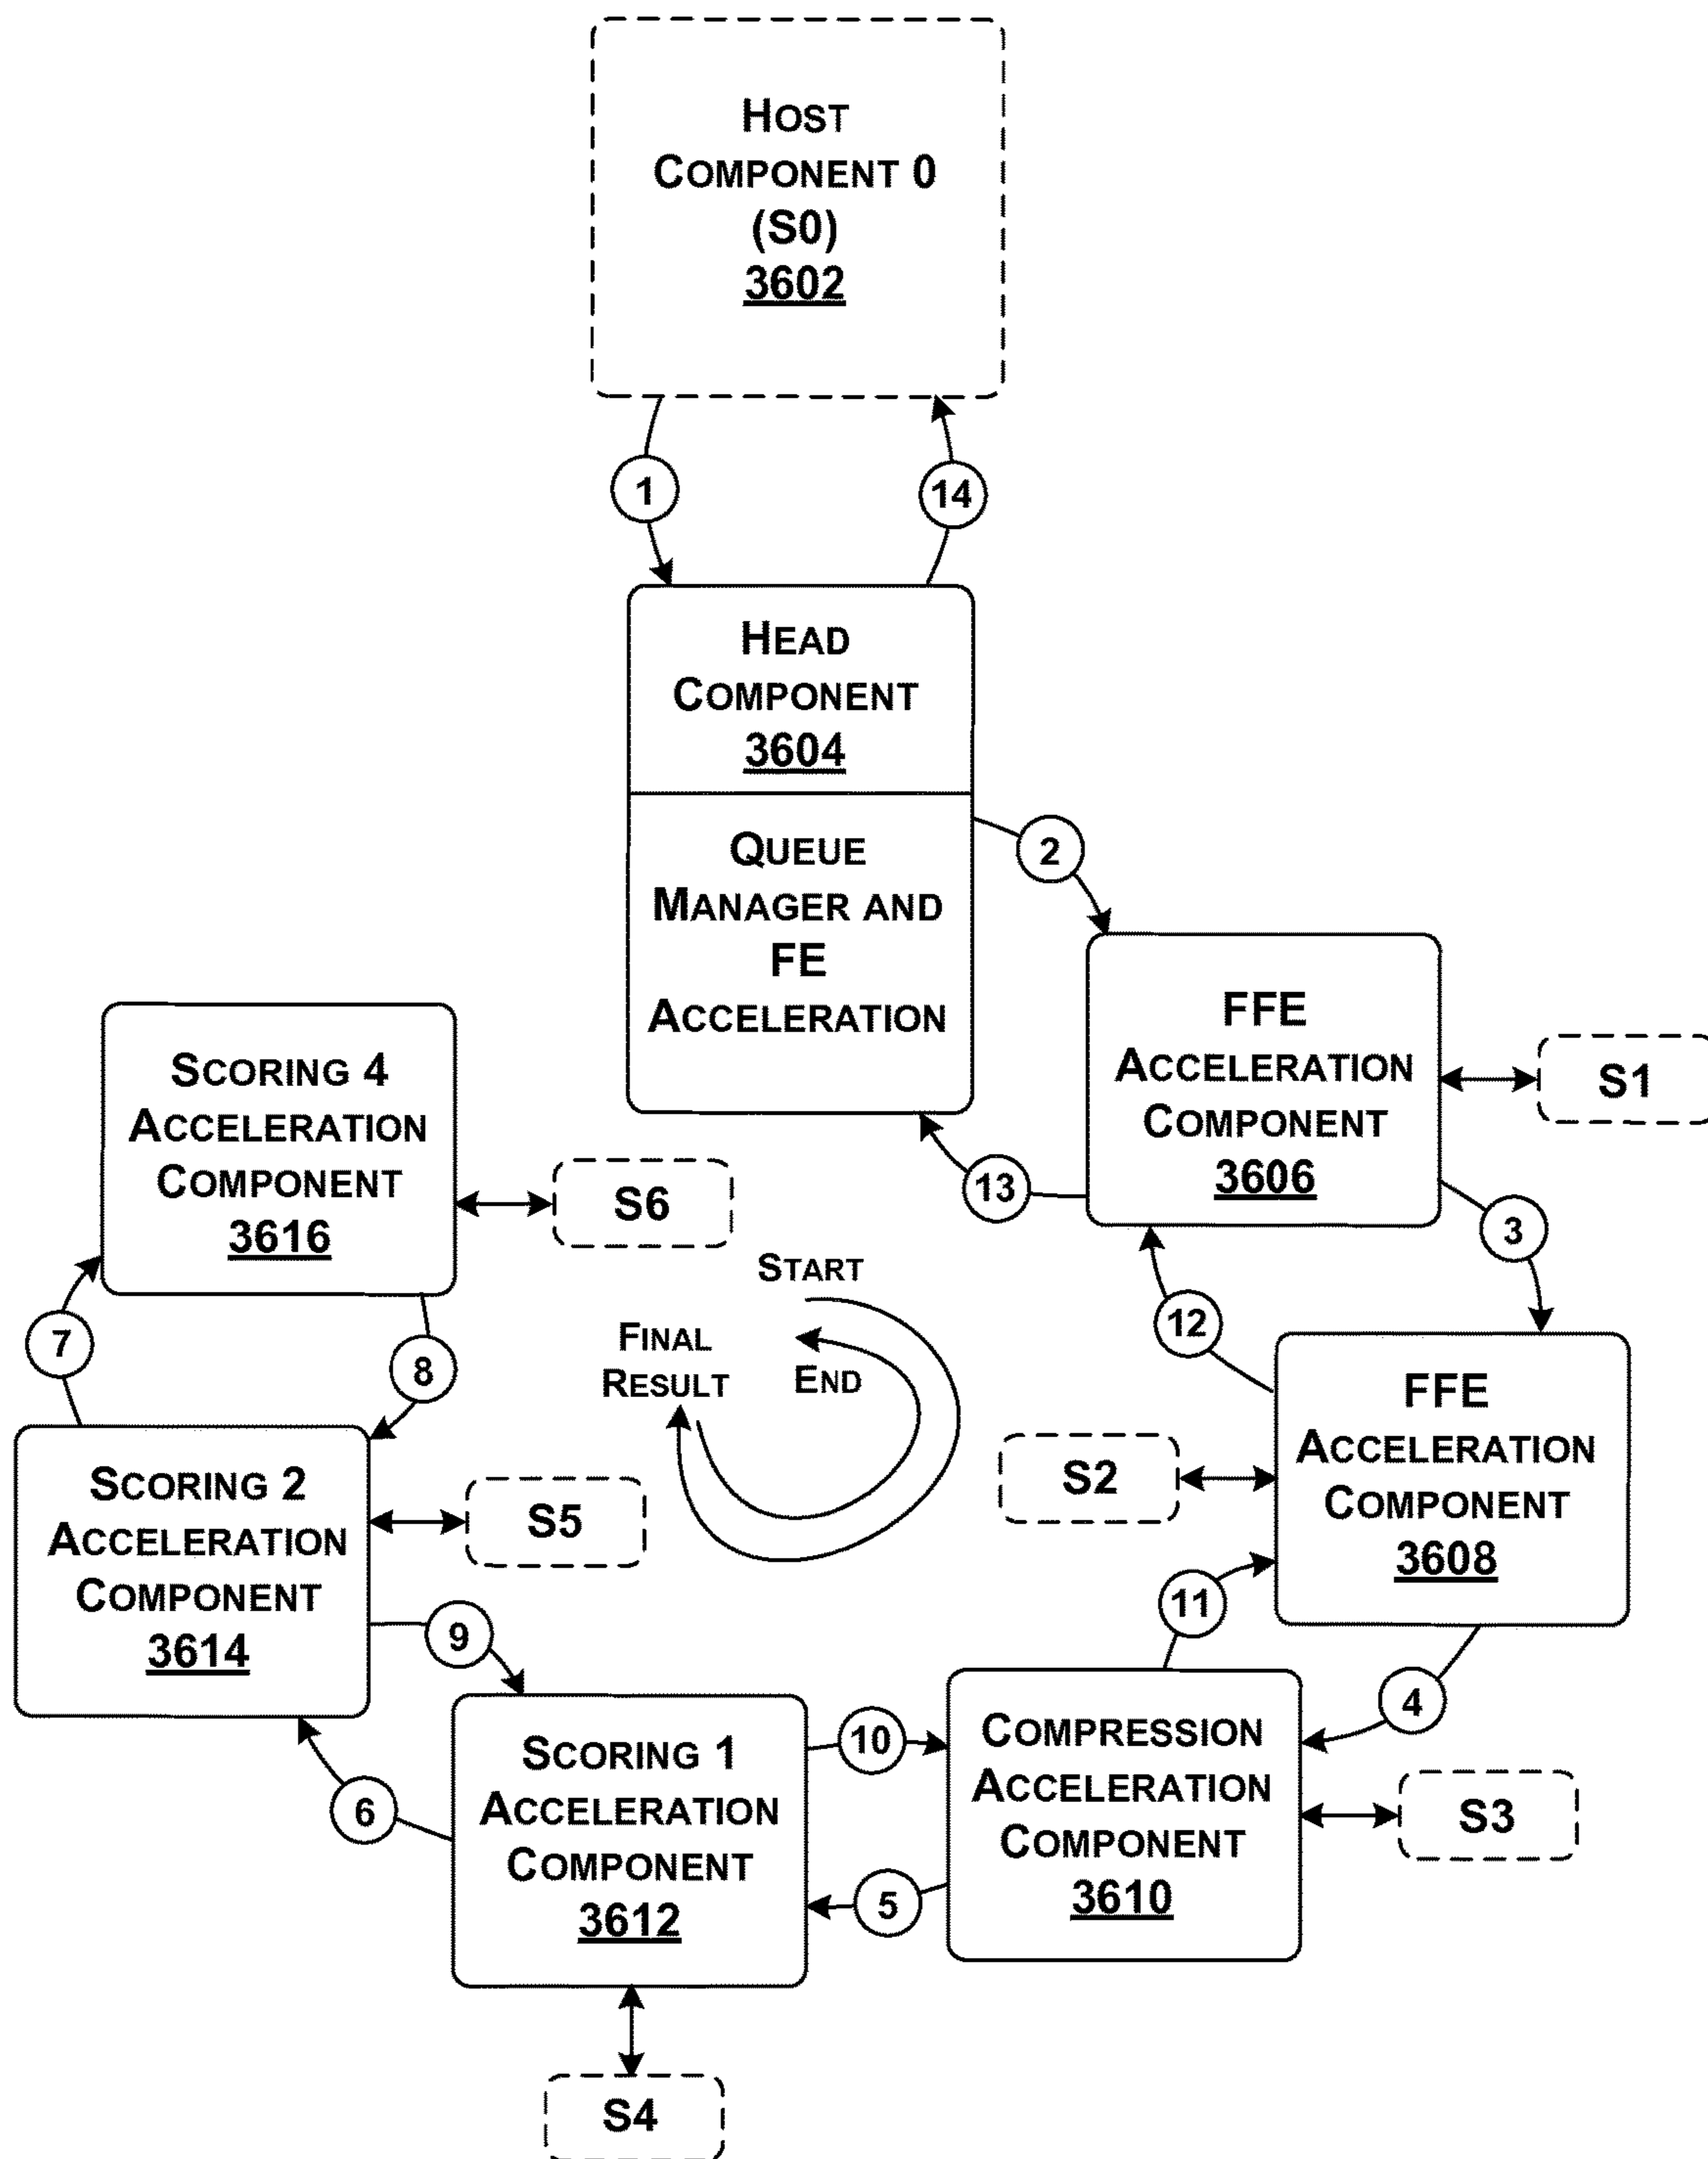 HOST
COMPONENT 0
(S0)
3602
1
14
HEAD
COMPONENT
3604
QUEUE
MANAGER AND
FE
ACCELERATION
2
FFE
ACCELERATION
COMPONENT
3606
S1
13
3
SCORING 4
ACCELERATION
COMPONENT
3616
S6
7
8
START
FINAL
RESULT
END
12
FFE
ACCELERATION
COMPONENT
3608
S2
SCORING 2
ACCELERATION
COMPONENT
3614
S5
9
11
4
6
SCORING 1
ACCELERATION
COMPONENT
3612
10
5
COMPRESSION
ACCELERATION
COMPONENT
3610
S3
S4